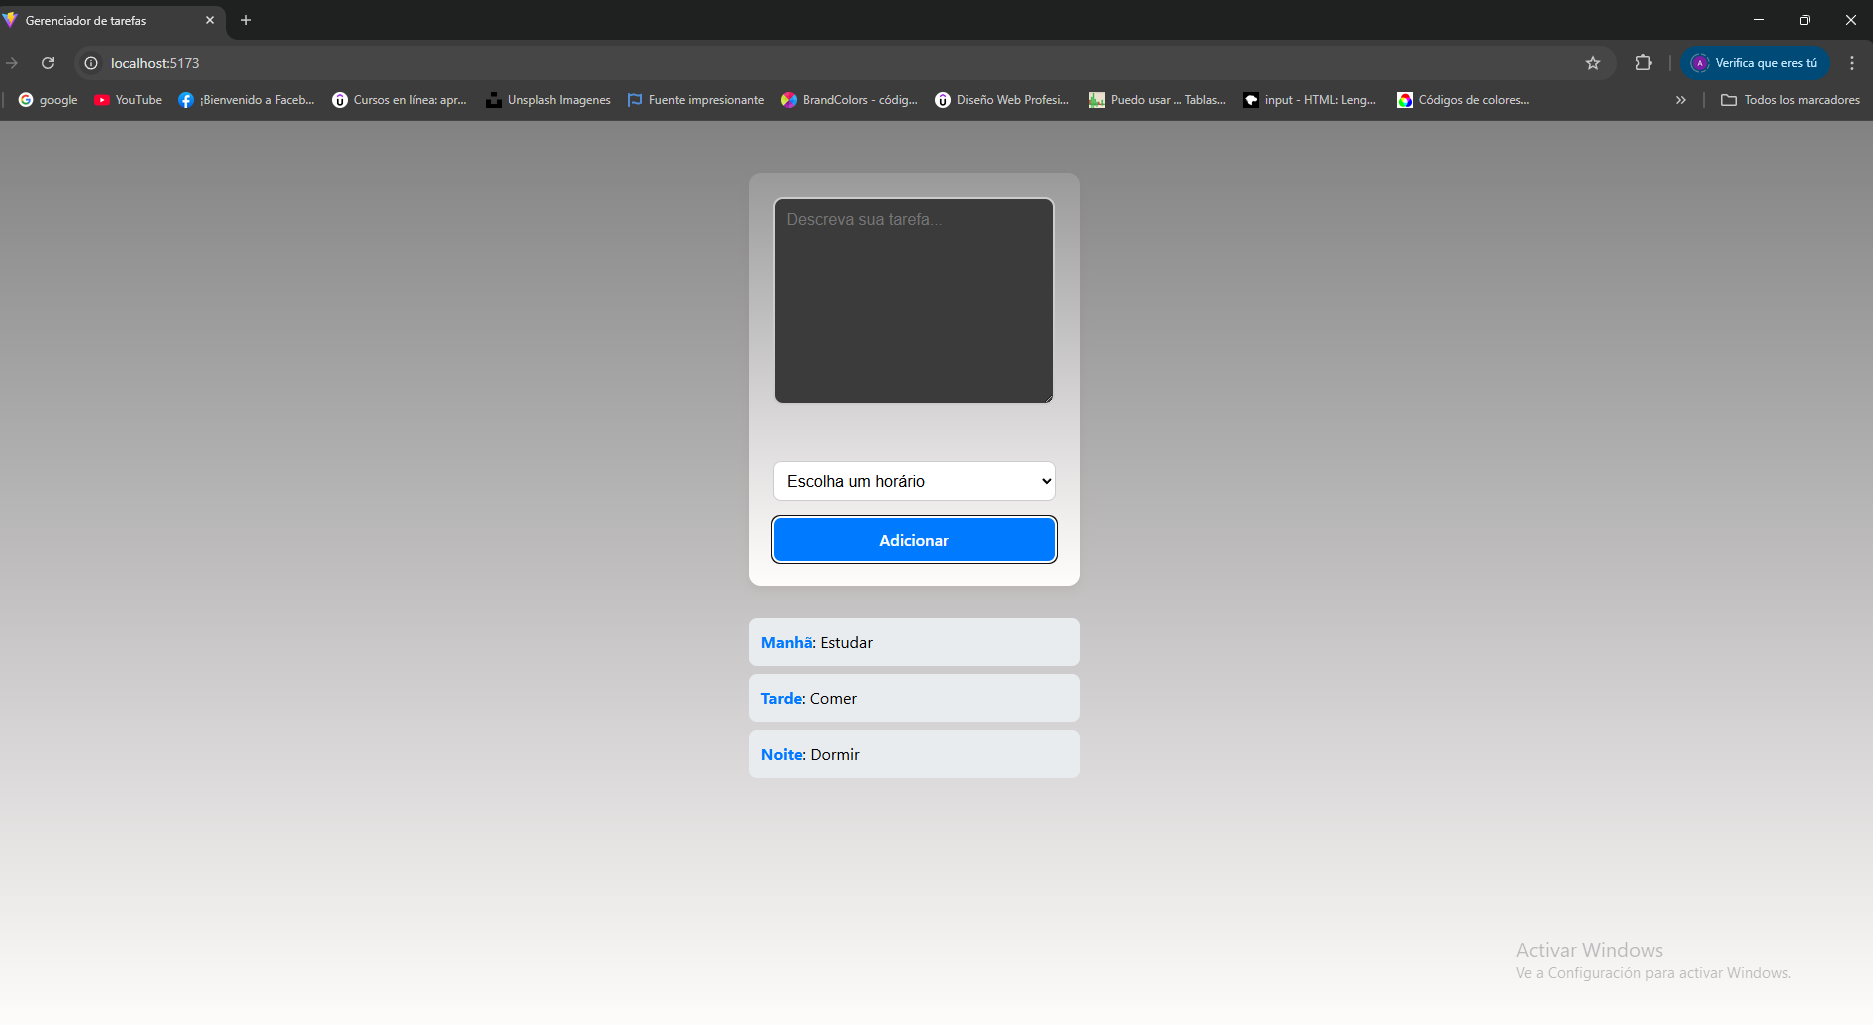 Gerenciador de tarefas
localhost:5173
A Verifica que eres tú
google YouTube ¡Bienvenido a Faceb... Cursos en línea: apr... Unsplash Imagenes Fuente impresionante BrandColors - códig... Diseño Web Profesi... Puedo usar ... Tablas... input - HTML: Leng... Códigos de colores... » Todos los marcadores
Descreva sua tarefa...
Escolha um horário
Adicionar
Manhã: Estudar
Tarde: Comer
Noite: Dormir
Activar Windows
Ve a Configuración para activar Windows.